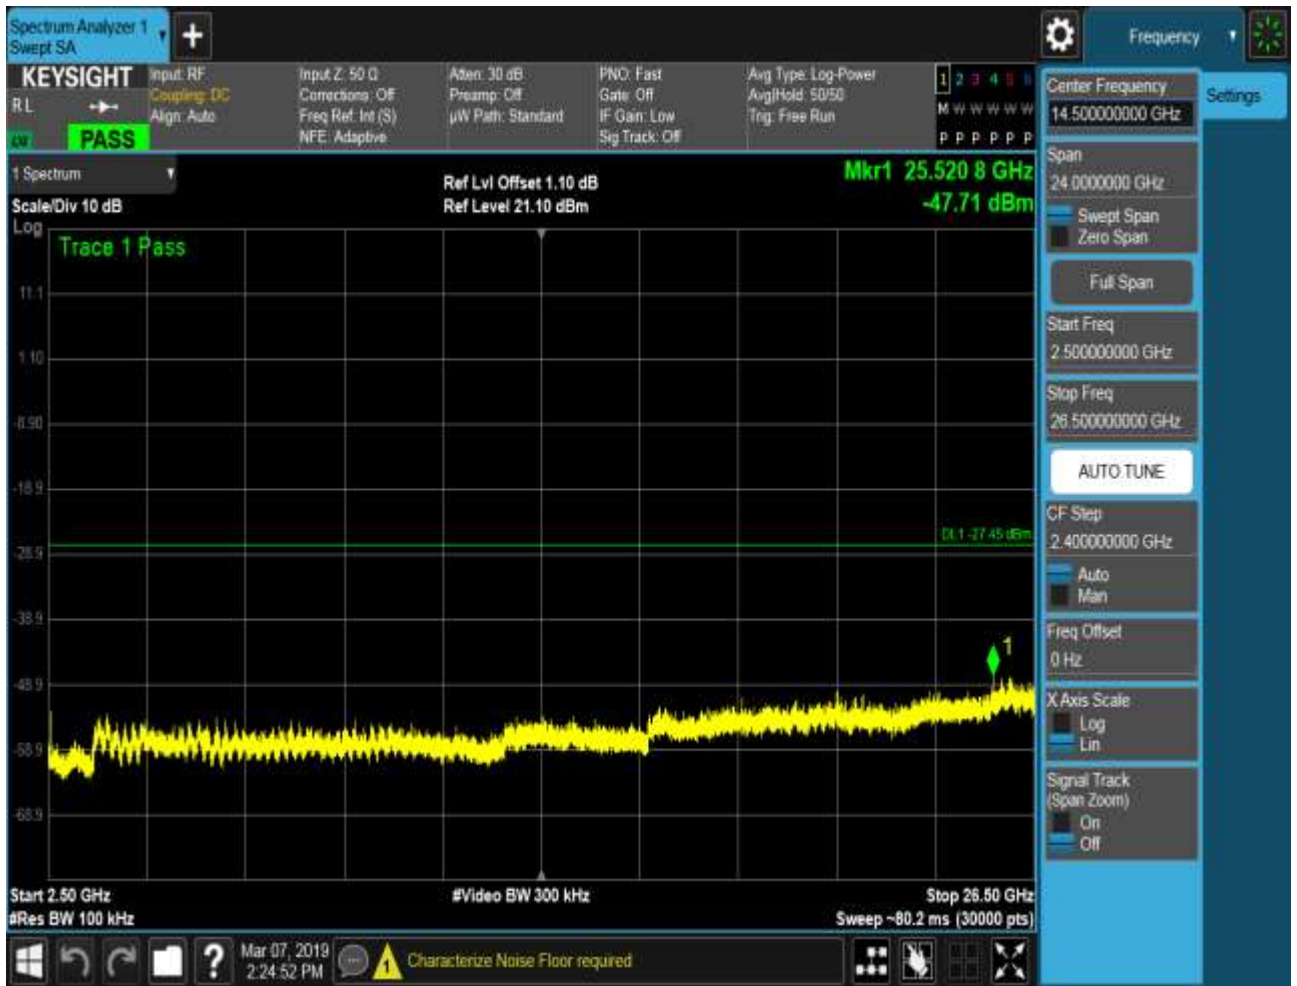 Spectrum Analyzer 1
Swept SA
Frequency
KEYSIGHT
R L
PASS
Input: RF
Coupling: DC
Align: Auto
Input Z: 50 Ω
Corrections: Off
Freq Ref: Int (S)
NFE: Adaptive
Atten: 30 dB
Preamp: Off
µW Path: Standard
PNO: Fast
Gate: Off
IF Gain: Low
Sig Track: Off
Avg Type: Log-Power
Avg|Hold: 50/50
Trig: Free Run
1 2 3 4 5 6
M W W W W W
P P P P P P
1 Spectrum
Scale/Div 10 dB
Ref Lvl Offset 1.10 dB
Ref Level 21.10 dBm
Mkr1 25.520 8 GHz
-47.71 dBm
Log
Trace 1 Pass
11.1
1.10
-8.90
-18.9
-28.9
-38.9
-48.9
-58.9
-68.9
DL1 -27.45 dBm
1
Start 2.50 GHz
#Video BW 300 kHz
Stop 26.50 GHz
#Res BW 100 kHz
Sweep ~80.2 ms (30000 pts)
Center Frequency
14.500000000 GHz
Settings
Span
24.0000000 GHz
Swept Span
Zero Span
Full Span
Start Freq
2.500000000 GHz
Stop Freq
26.500000000 GHz
AUTO TUNE
CF Step
2.400000000 GHz
Auto
Man
Freq Offset
0 Hz
X Axis Scale
Log
Lin
Signal Track
(Span Zoom)
On
Off
?
Mar 07, 2019
2:24:52 PM
1
Characterize Noise Floor required